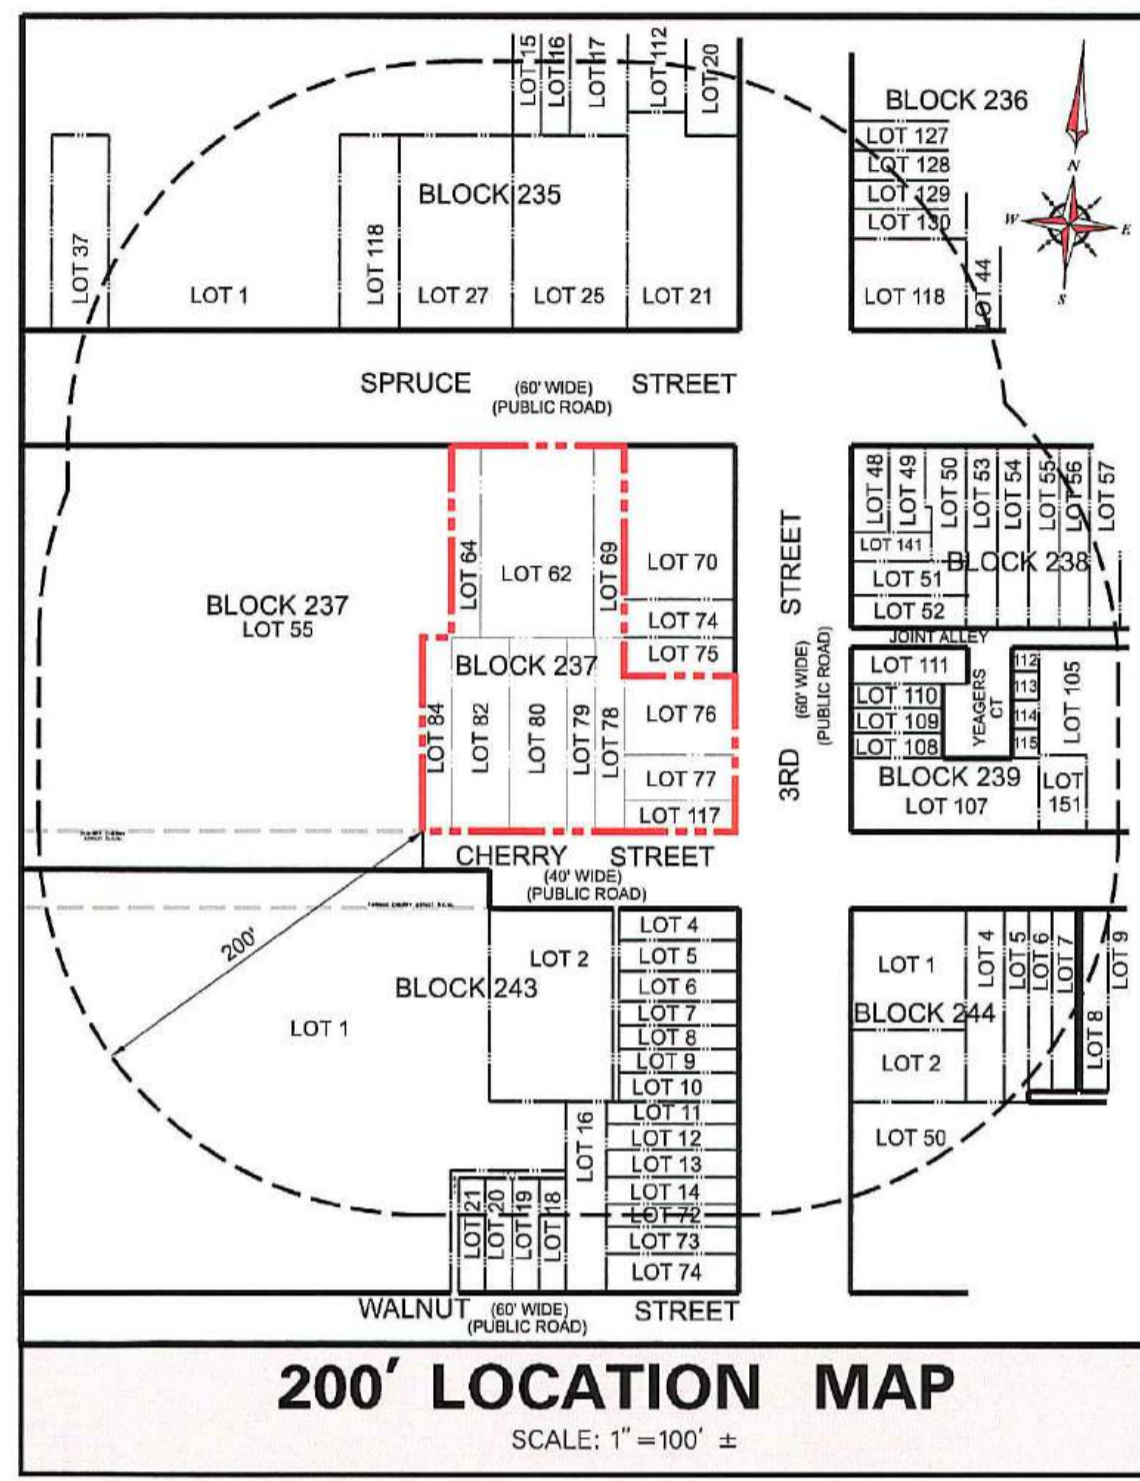 LOT 15
LOT 16
LOT 17
LOT 112
LOT 20
BLOCK 236
LOT 127
LOT 128
LOT 129
LOT 130
N
W
E
S
BLOCK 235
LOT 37
LOT 1
LOT 118
LOT 27
LOT 25
LOT 21
LOT 118
LOT 44
SPRUCE (60' WIDE) STREET
(PUBLIC ROAD)
LOT 48
LOT 49
LOT 50
LOT 53
LOT 54
LOT 55
LOT 56
LOT 57
LOT 141
LOT 51
LOT 52
BLOCK 238
LOT 64
LOT 62
LOT 69
LOT 70
LOT 74
LOT 75
BLOCK 237
LOT 55
BLOCK 237
LOT 84
LOT 82
LOT 80
LOT 79
LOT 78
LOT 76
LOT 77
LOT 117
3RD STREET
(60' WIDE)
(PUBLIC ROAD)
JOINT ALLEY
LOT 111
LOT 110
LOT 109
LOT 108
YEAGERS
CT
112
113
114
115
LOT 105
BLOCK 239
LOT 107
LOT
151
CHERRY STREET
(40' WIDE)
(PUBLIC ROAD)
200'
BLOCK 243
LOT 1
LOT 2
LOT 4
LOT 5
LOT 6
LOT 7
LOT 8
LOT 9
LOT 10
LOT 11
LOT 12
LOT 13
LOT 14
LOT 72
LOT 73
LOT 74
LOT 16
LOT 21
LOT 20
LOT 19
LOT 18
LOT 1
BLOCK 244
LOT 2
LOT 4
LOT 5
LOT 6
LOT 7
LOT 8
LOT 9
LOT 50
WALNUT (60' WIDE) STREET
(PUBLIC ROAD)
200' LOCATION MAP
SCALE: 1"=100' ±